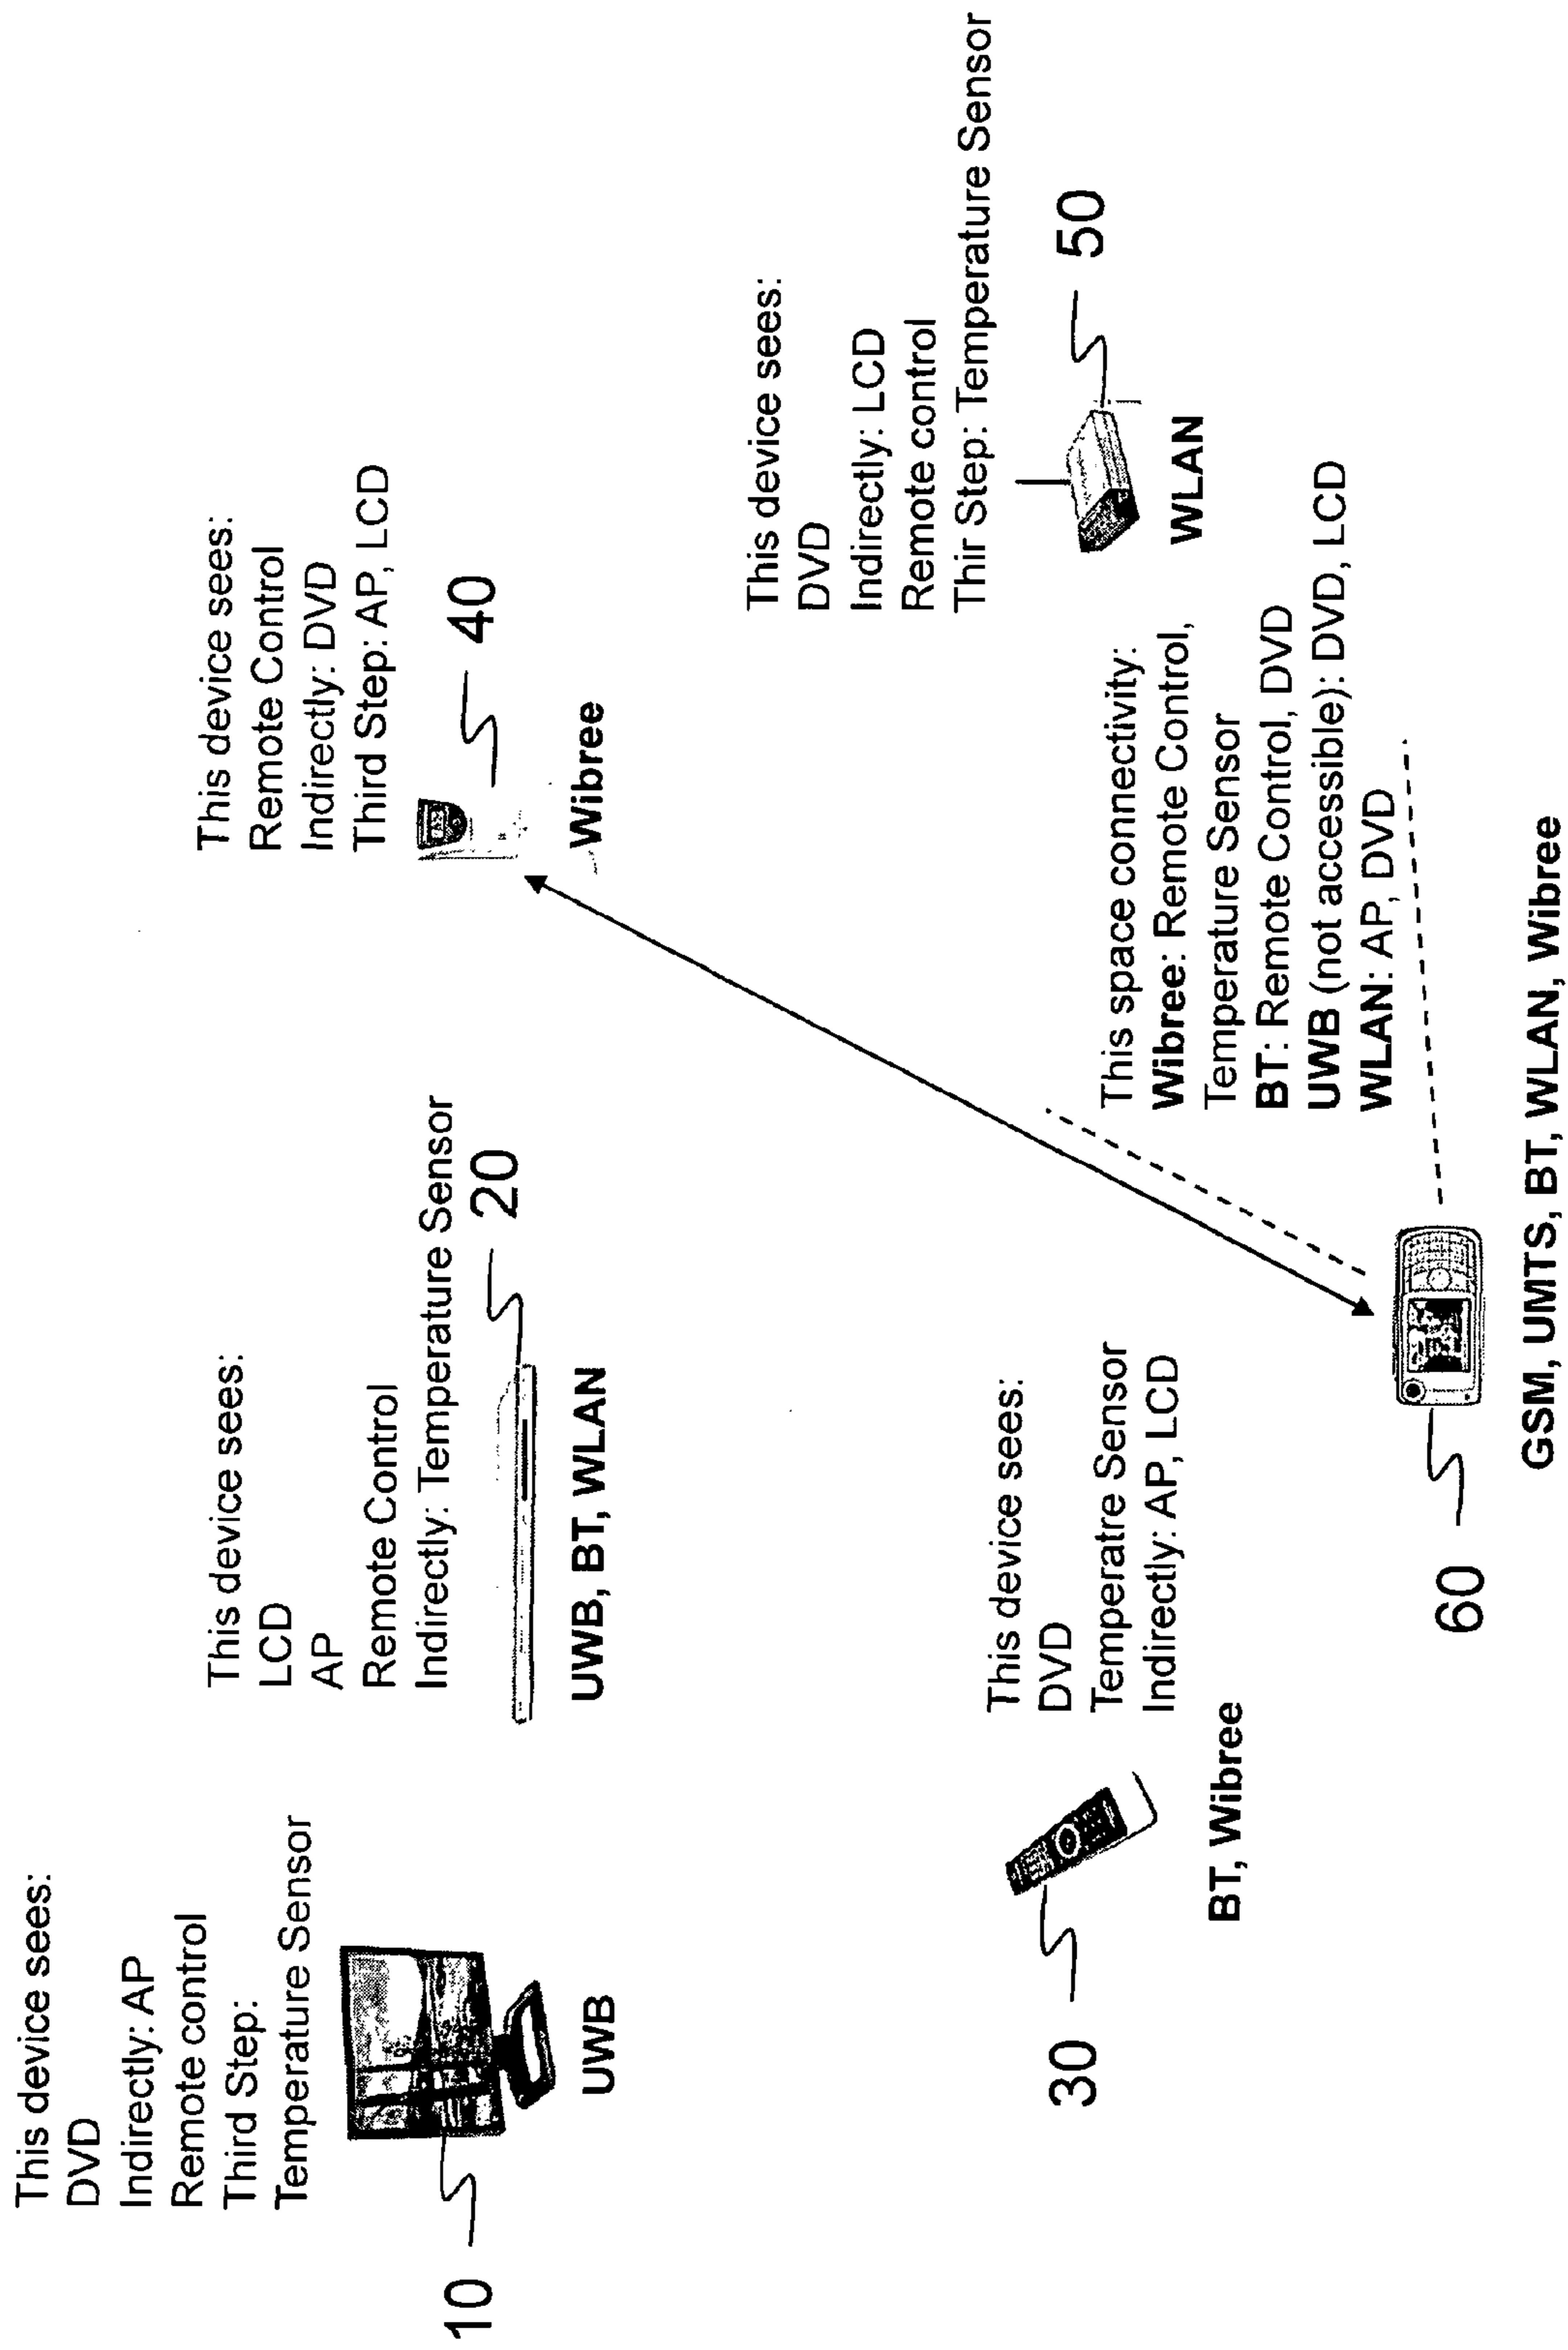 This device sees:
DVD
Indirectly: AP
Remote control
Third Step:
Temperature Sensor
10
UWB
This device sees:
LCD
AP
Remote Control
Indirectly: Temperature Sensor
20
UWB, BT, WLAN
This device sees:
Remote Control
Indirectly: DVD
Third Step: AP, LCD
40
Wibree
This device sees:
DVD
Temperatre Sensor
Indirectly: AP, LCD
30
BT, Wibree
This device sees:
DVD
Indirectly: LCD
Remote control
Thir Step: Temperature Sensor
50
WLAN
This space connectivity:
Wibree: Remote Control,
Temperature Sensor
BT: Remote Control, DVD
UWB (not accessible): DVD, LCD
WLAN: AP, DVD
60
GSM, UMTS, BT, WLAN, Wibree